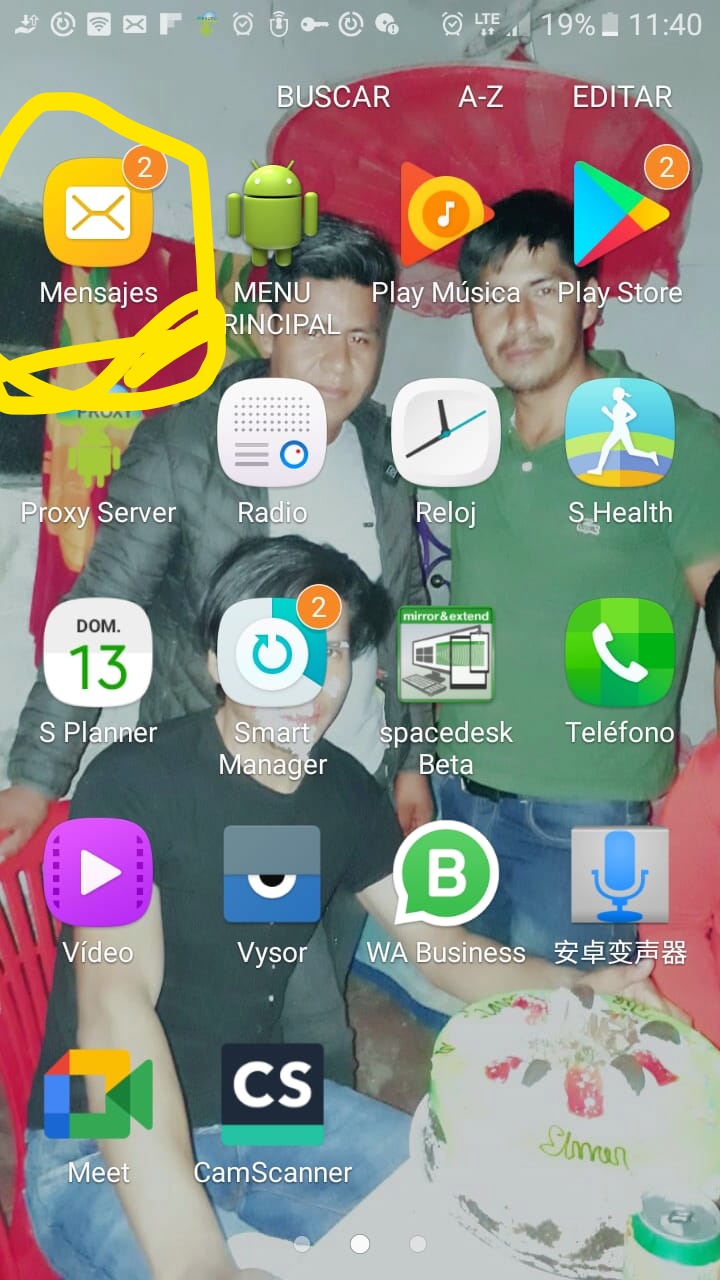 LTE 19% 11:40
BUSCAR A-Z EDITAR
2 2
Mensajes MENU Play Música Play Store
RINCIPAL
PROXY
Proxy Server Radio Reloj S Health
2
DOM. mirror&extend
13
S Planner Smart spacedesk Teléfono
Manager Beta
B
Vídeo Vysor WA Business 安卓变声器
CS
Meet CamScanner
Elmer